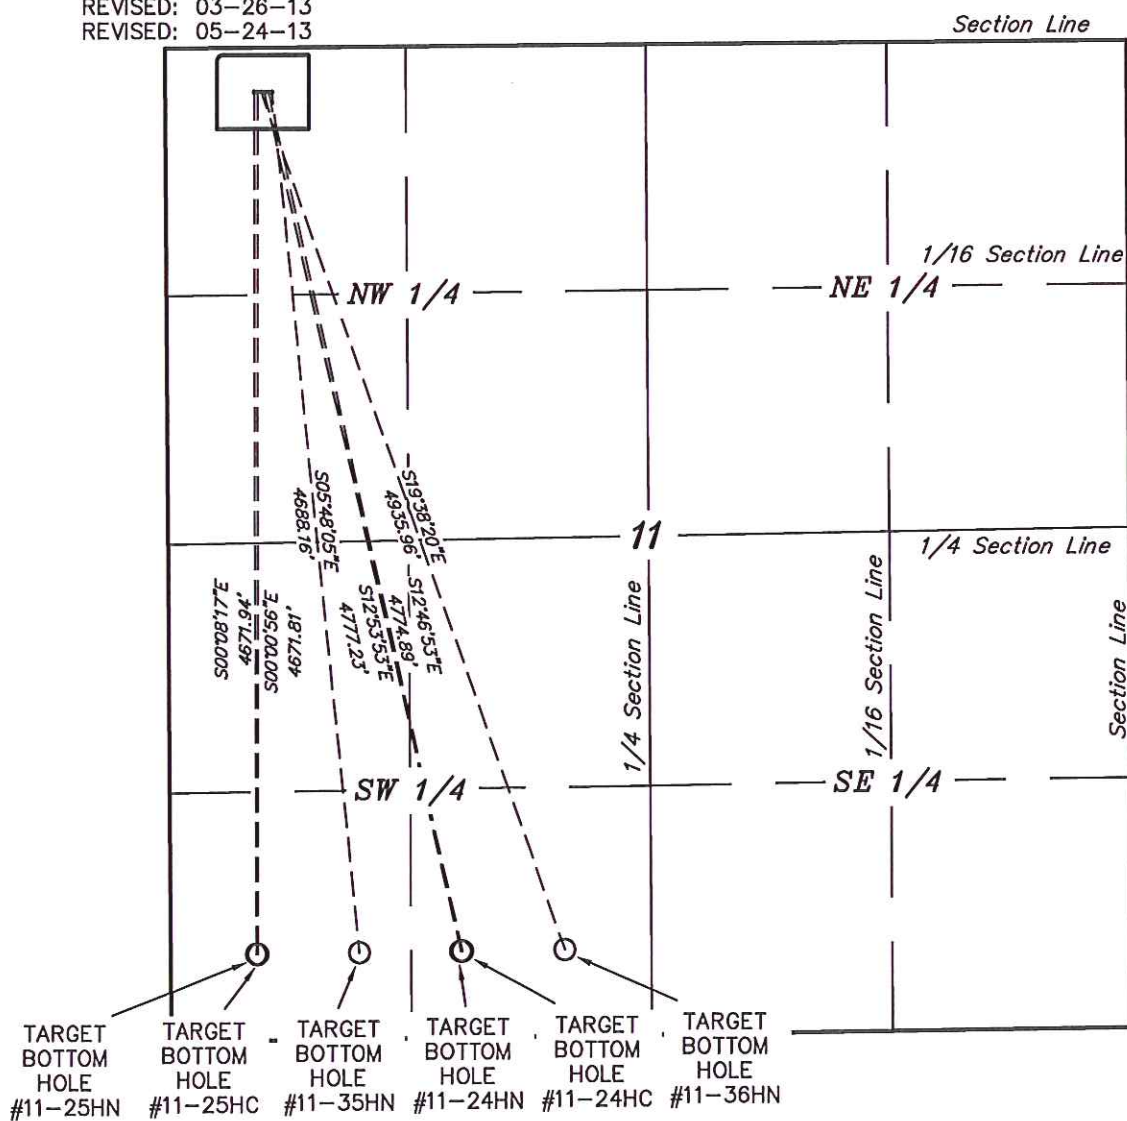 REVISED: 03-26-13
REVISED: 05-24-13
Section Line
1/16 Section Line
NW 1/4
NE 1/4
S19°38'20"E
4935.96'
S05°48'05"E
4688.16'
11
1/4 Section Line
S12°46'53"E
4774.89'
S12°53'53"E
4777.23'
S00°08'17"E
4671.94'
S00°00'56"E
4671.81'
1/4 Section Line
1/16 Section Line
Section Line
SW 1/4
SE 1/4
TARGET
BOTTOM
HOLE
#11-25HN
TARGET
BOTTOM
HOLE
#11-25HC
TARGET
BOTTOM
HOLE
#11-35HN
TARGET
BOTTOM
HOLE
#11-24HN
TARGET
BOTTOM
HOLE
#11-24HC
TARGET
BOTTOM
HOLE
#11-36HN